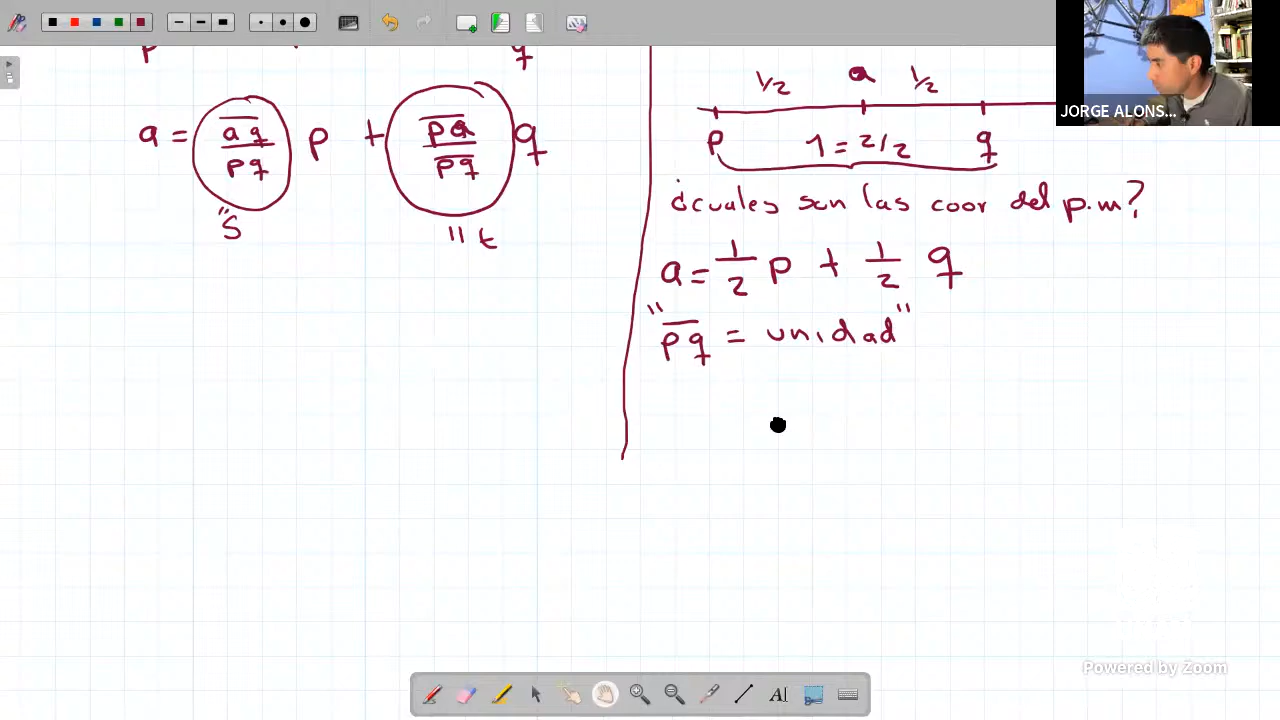 p q
a = aq/pq p + pa/pq q
"s "t
1/2 a 1/2
p 1 = 2/2 q
¿cuales son las coor del p.m?
a = 1/2 p + 1/2 q
"pq = unidad"
JORGE ALONS...
AI
Powered by Zoom